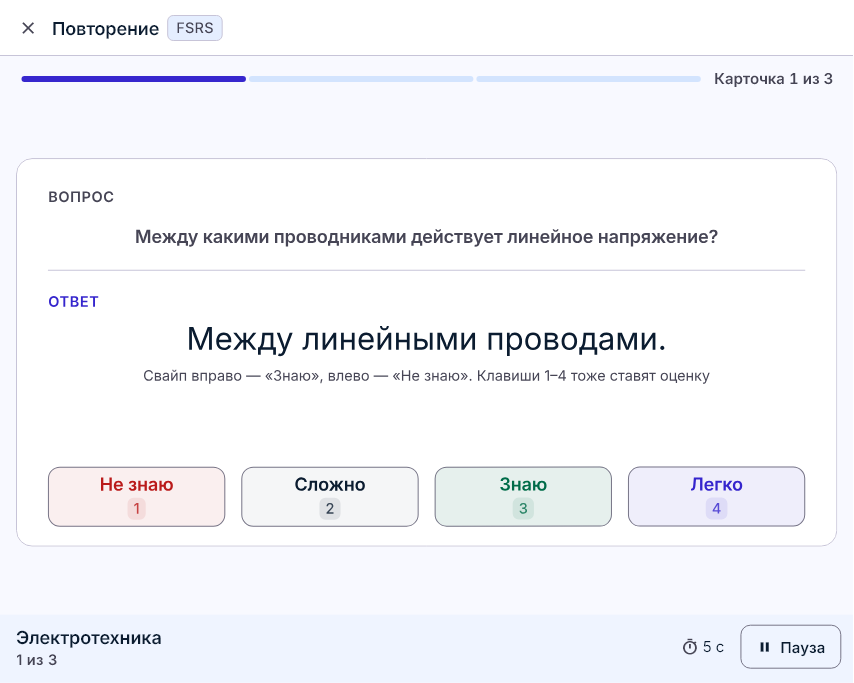 Повторение FSRS
Карточка 1 из 3
ВОПРОС
Между какими проводниками действует линейное напряжение?
ОТВЕТ
Между линейными проводами.
Свайп вправо — «Знаю», влево — «Не знаю». Клавиши 1–4 тоже ставят оценку
Не знаю
1
Сложно
2
Знаю
3
Легко
4
Электротехника
1 из 3
5 с
Пауза